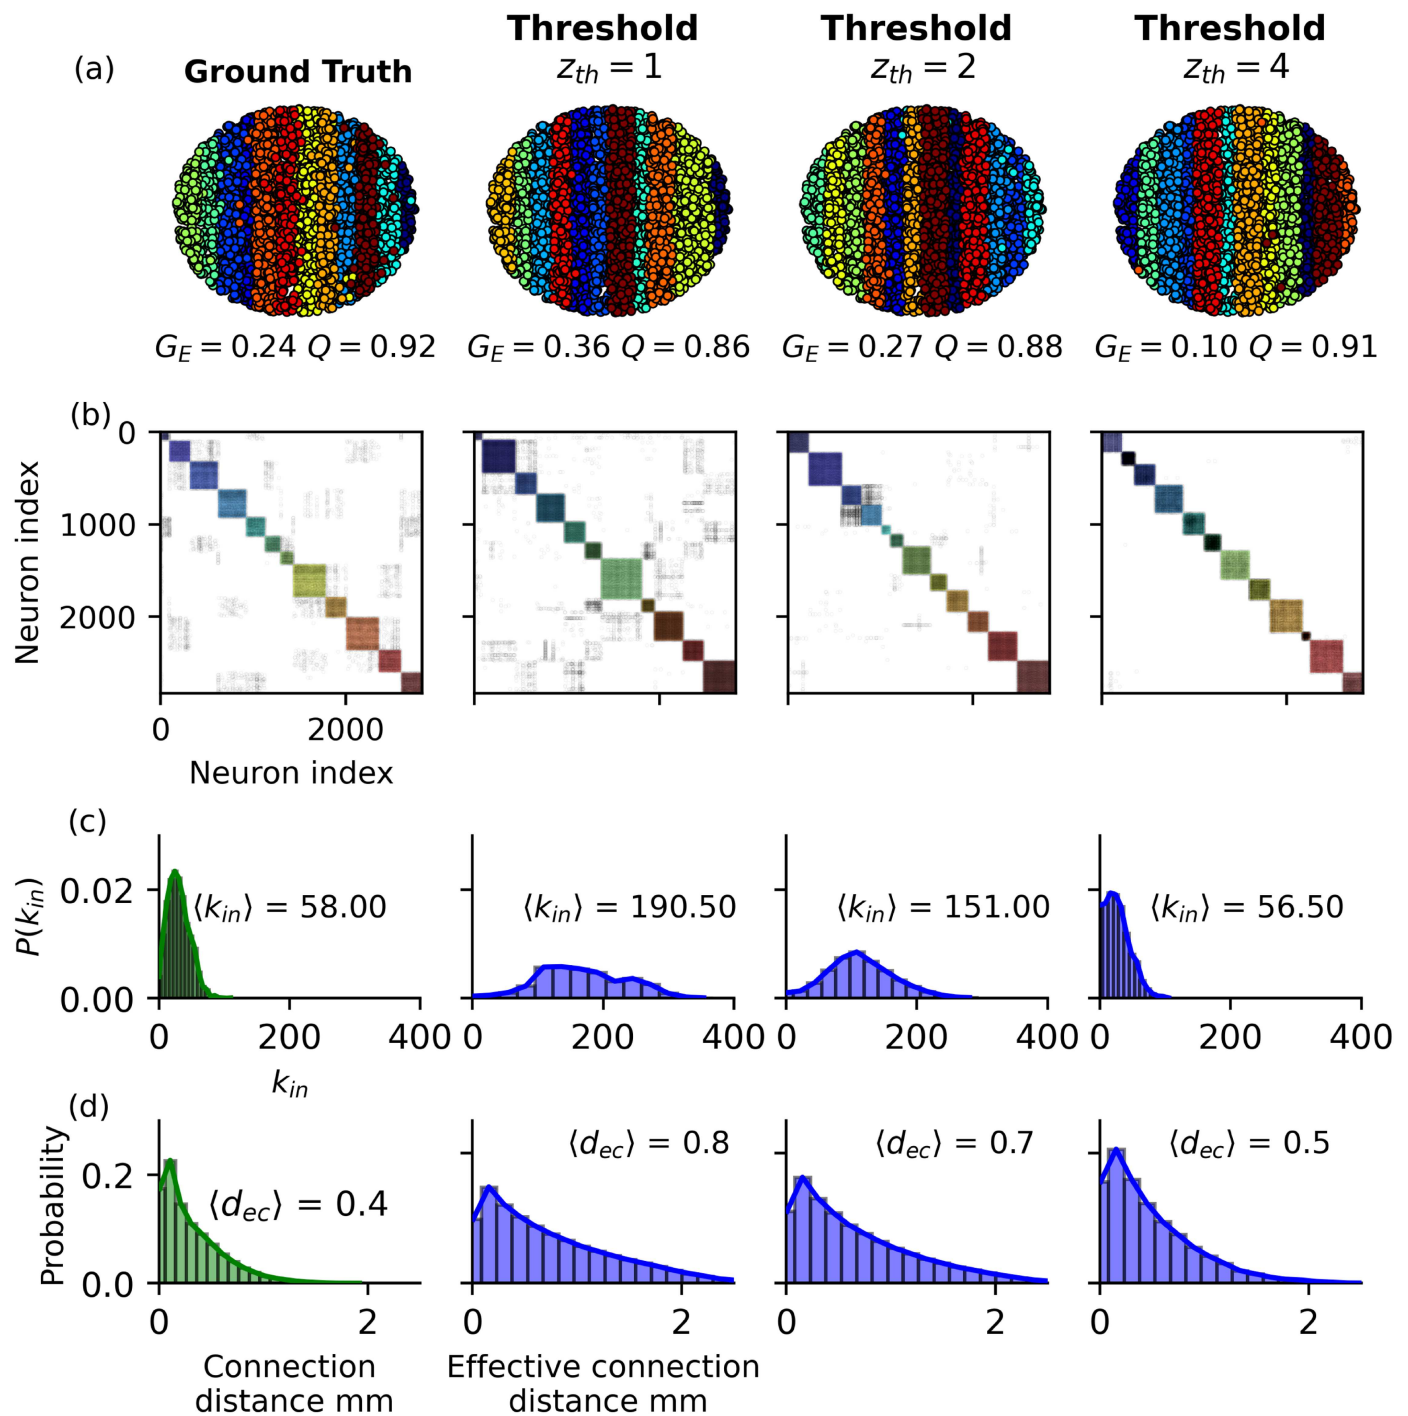 (a)
Ground Truth
Threshold
z_th = 1
Threshold
z_th = 2
Threshold
z_th = 4
G_E = 0.24 Q = 0.92
G_E = 0.36 Q = 0.86
G_E = 0.27 Q = 0.88
G_E = 0.10 Q = 0.91
(b)
Neuron index
0
1000
2000
0
2000
Neuron index
(c)
P(k_in)
0.02
0.00
⟨k_in⟩ = 58.00
⟨k_in⟩ = 190.50
⟨k_in⟩ = 151.00
⟨k_in⟩ = 56.50
0
200
400
0
200
400
0
200
400
0
200
400
k_in
(d)
Probability
0.2
0.0
⟨d_ec⟩ = 0.4
⟨d_ec⟩ = 0.8
⟨d_ec⟩ = 0.7
⟨d_ec⟩ = 0.5
0
2
0
2
0
2
0
2
Connection
distance mm
Effective connection
distance mm